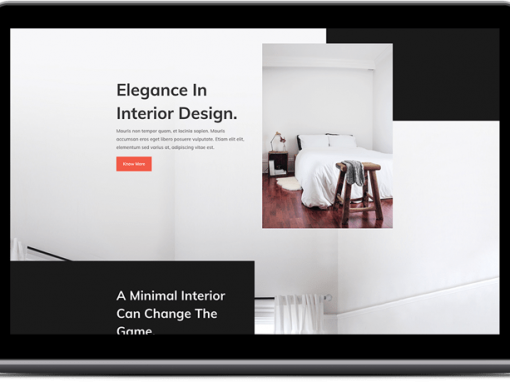 Elegance In
Interior Design.
Mauris non tempor quam, et lacinia sapien. Mauris
accumsan eros eget libero posuere vulputate. Etiam elit elit,
elementum sed varius sit, adipiscing vitae est.
Know More
A Minimal Interior
Can Change The
Game.